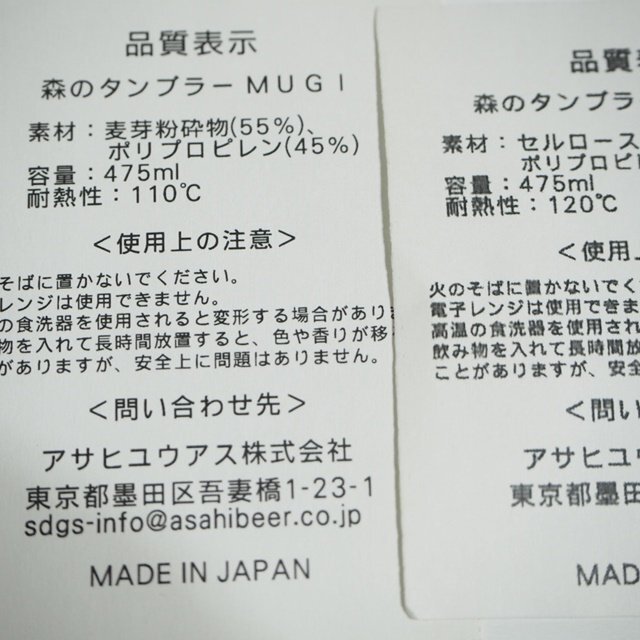 品質表示
森のタンブラーMUGI
素材：麦芽粉砕物(55%)、
ポリプロピレン(45%)
容量：475ml
耐熱性：110℃
＜使用上の注意＞
そばに置かないでください。
レンジは使用できません。
の食洗器を使用されると変形する場合があり
物を入れて長時間放置すると、色や香りが移
がありますが、安全上に問題はありません。
＜問い合わせ先＞
アサヒユウアス株式会社
東京都墨田区吾妻橋1-23-1
sdgs-info@asahibeer.co.jp
MADE IN JAPAN
品質表
森のタンブラ
素材：セルロース
ポリプロピ
容量：475ml
耐熱性：120℃
＜使用上
火のそばに置かないでく
電子レンジは使用できま
高温の食洗器を使用され
飲み物を入れて長時間放
ことがありますが、安全
＜問い
アサヒユウ
東京都墨田
MAD